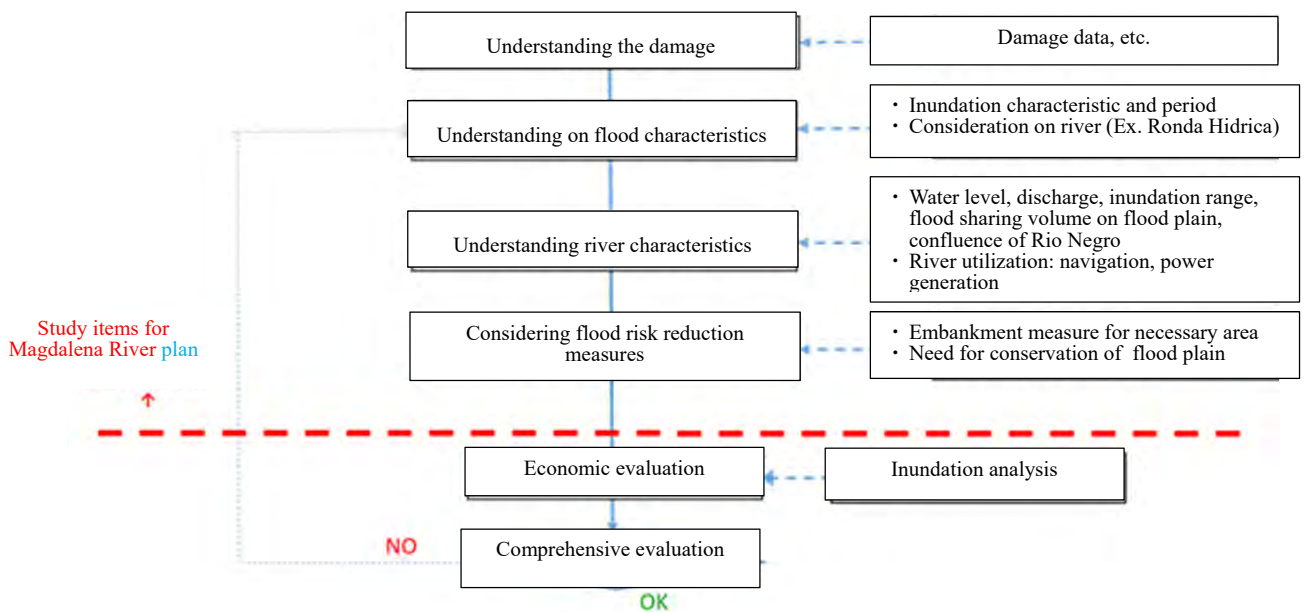 Understanding the damage
Damage data, etc.
Understanding on flood characteristics
・ Inundation characteristic and period
・ Consideration on river (Ex. Ronda Hidrica)
Understanding river characteristics
・ Water level, discharge, inundation range,
flood sharing volume on flood plain,
confluence of Rio Negro
・ River utilization: navigation, power
generation
Study items for
Magdalena River plan
↑
Considering flood risk reduction
measures
・ Embankment measure for necessary area
・ Need for conservation of flood plain
Economic evaluation
Inundation analysis
Comprehensive evaluation
NO
OK